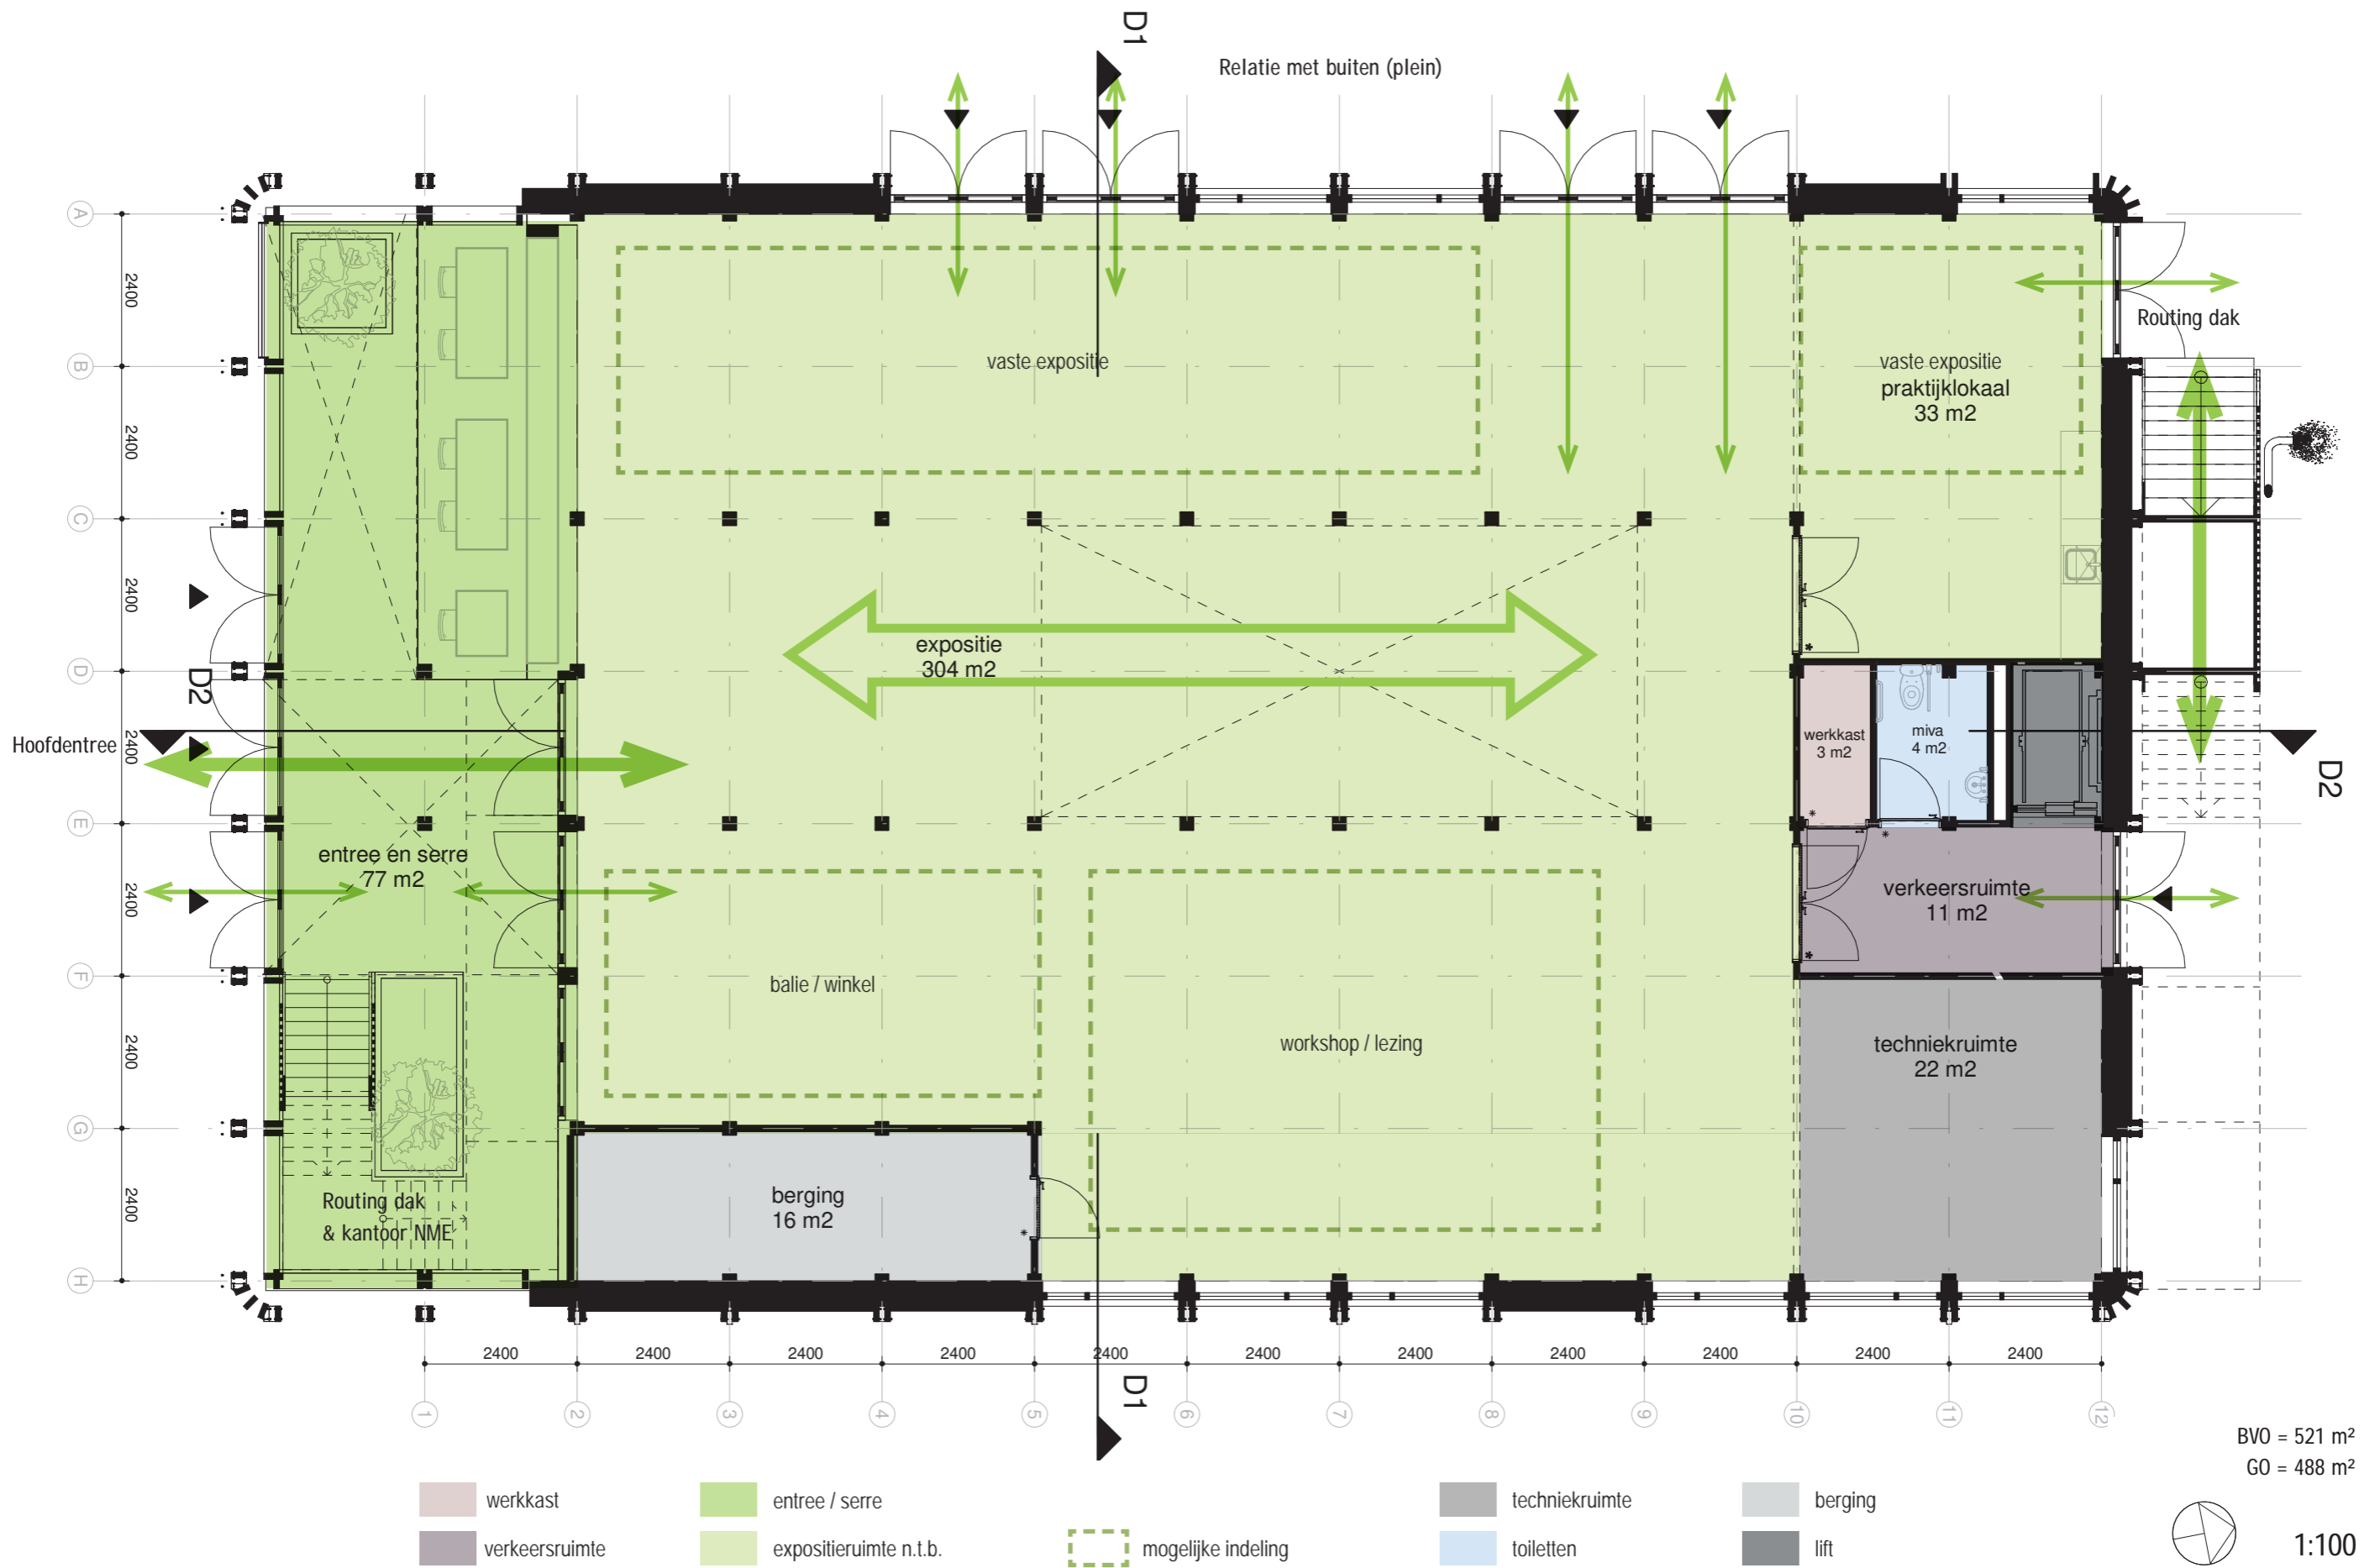 D1
Relatie met buiten (plein)
A
B
C
D
E
F
G
H
2400
2400
2400
2400
2400
2400
2400
vaste expositie
vaste expositie
praktijklokaal
33 m2
Routing dak
expositie
304 m2
D2
Hoofdentree
werkkast
3 m2
miva
4 m2
D2
entree en serre
77 m2
verkeersruimte
11 m2
balie / winkel
workshop / lezing
techniekruimte
22 m2
berging
16 m2
Routing dak
& kantoor NME
2400
2400
2400
2400
2400
2400
2400
2400
2400
2400
2400
D1
1
2
3
4
5
6
7
8
9
10
11
12
BVO = 521 m²
GO = 488 m²
werkkast
entree / serre
techniekruimte
berging
verkeersruimte
expositieruimte n.t.b.
mogelijke indeling
toiletten
lift
1:100